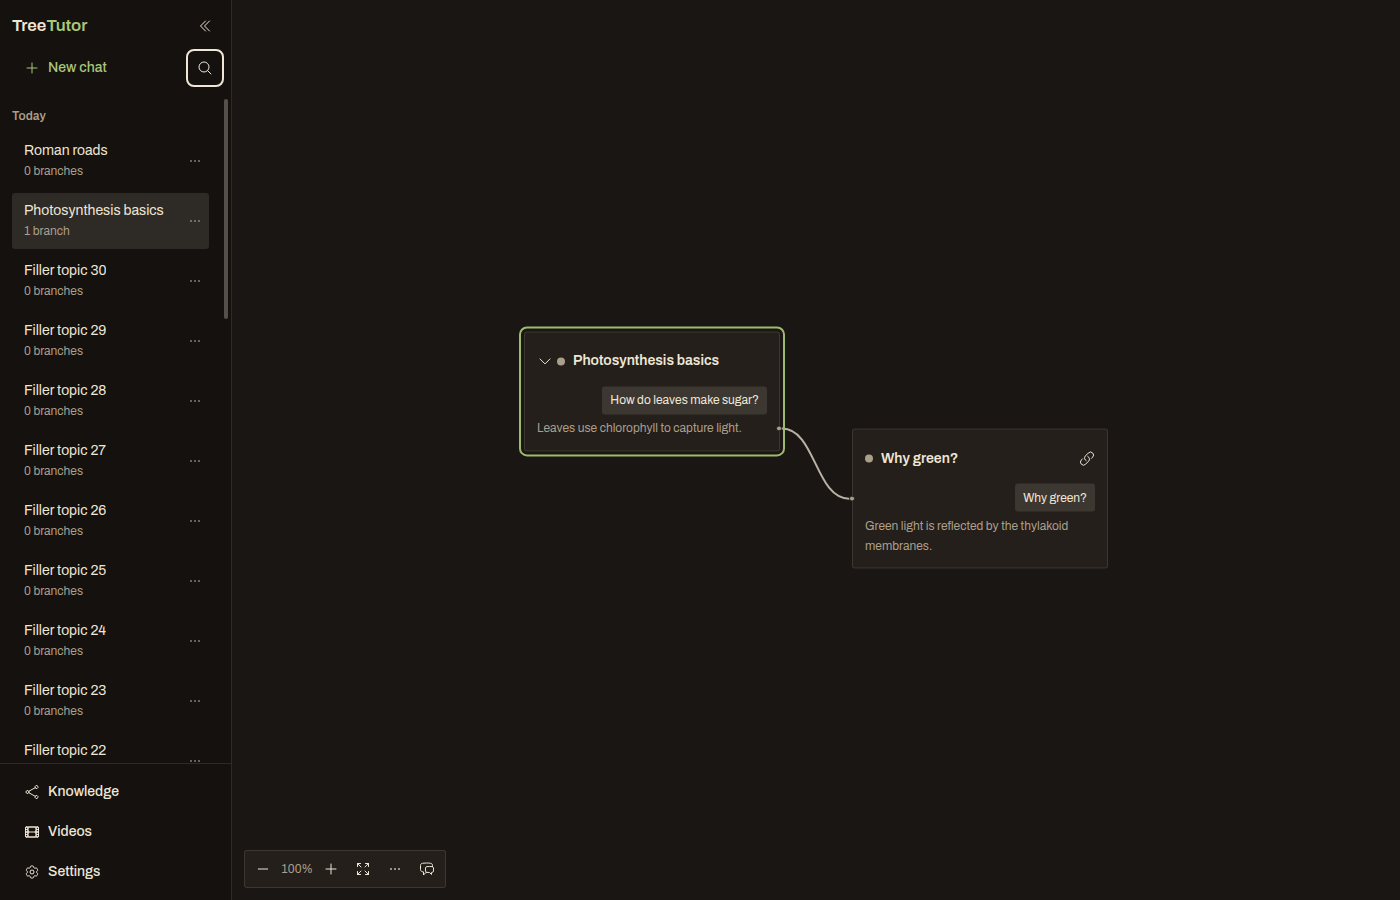 TreeTutor
New chat
Today
Roman roads
0 branches
Photosynthesis basics
1 branch
Filler topic 30
0 branches
Filler topic 29
0 branches
Filler topic 28
0 branches
Filler topic 27
0 branches
Filler topic 26
0 branches
Filler topic 25
0 branches
Filler topic 24
0 branches
Filler topic 23
0 branches
Filler topic 22
Knowledge
Videos
Settings
Photosynthesis basics
How do leaves make sugar?
Leaves use chlorophyll to capture light.
Why green?
Why green?
Green light is reflected by the thylakoid
membranes.
100%